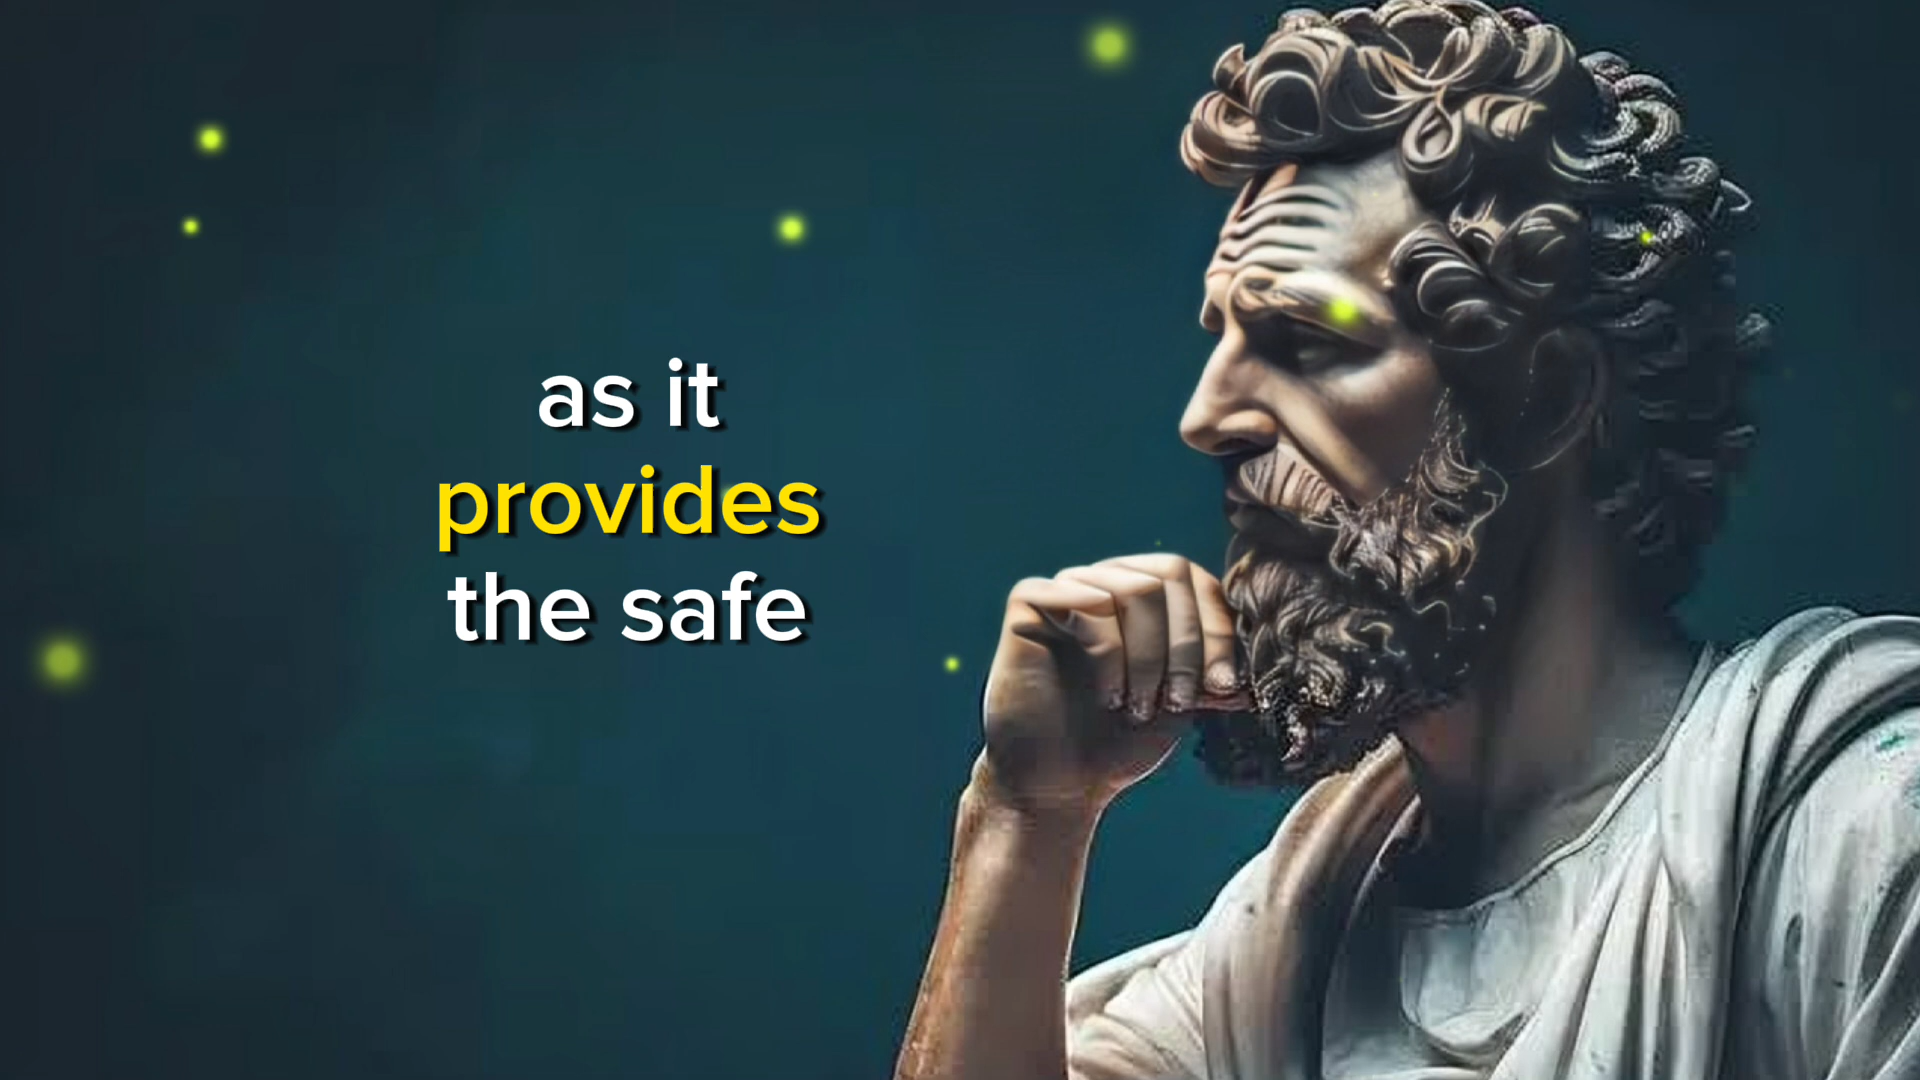 as it
provides
the safe